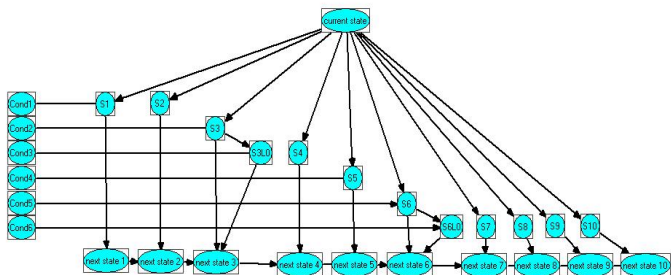 current state
Cond1
S1
S2
Cond2
S3
Cond3
S3L0
S4
Cond4
S5
Cond5
S6
Cond6
S6L0
S7
S8
S9
S10
next state 1
next state 2
next state 3
next state 4
next state 5
next state 6
next state 7
next state 8
next state 9
next state 10